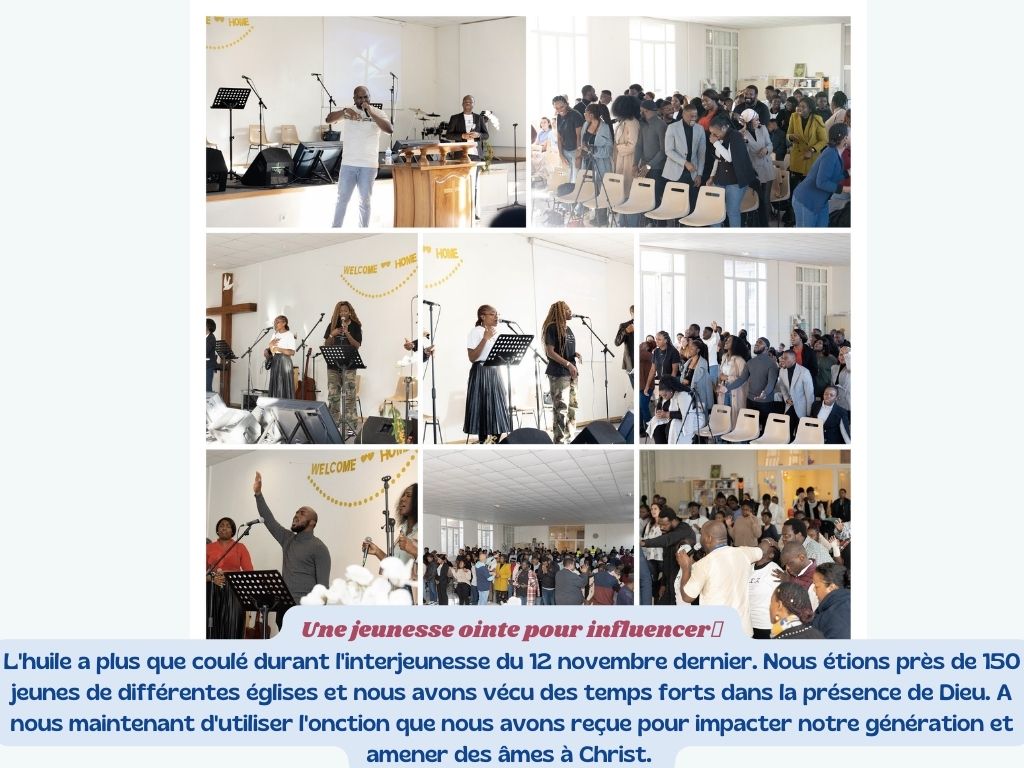 E ♥♥ HOME
WELCOME ♥♥ HOME
HOME
WELCOME ♥♥ HOME
Une jeunesse ointe pour influencer
L'huile a plus que coulé durant l'interjeunesse du 12 novembre dernier. Nous étions près de 150
jeunes de différentes églises et nous avons vécu des temps forts dans la présence de Dieu. A
nous maintenant d'utiliser l'onction que nous avons reçue pour impacter notre génération et
amener des âmes à Christ.